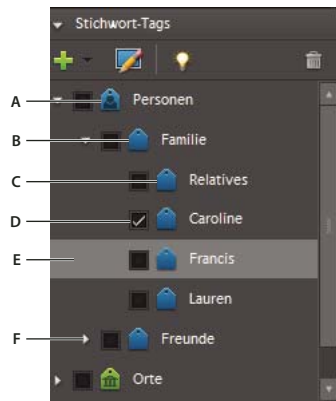 Stichwort-Tags
A Personen
B Familie
C Relatives
D Caroline
E Francis
Lauren
F Freunde
Orte